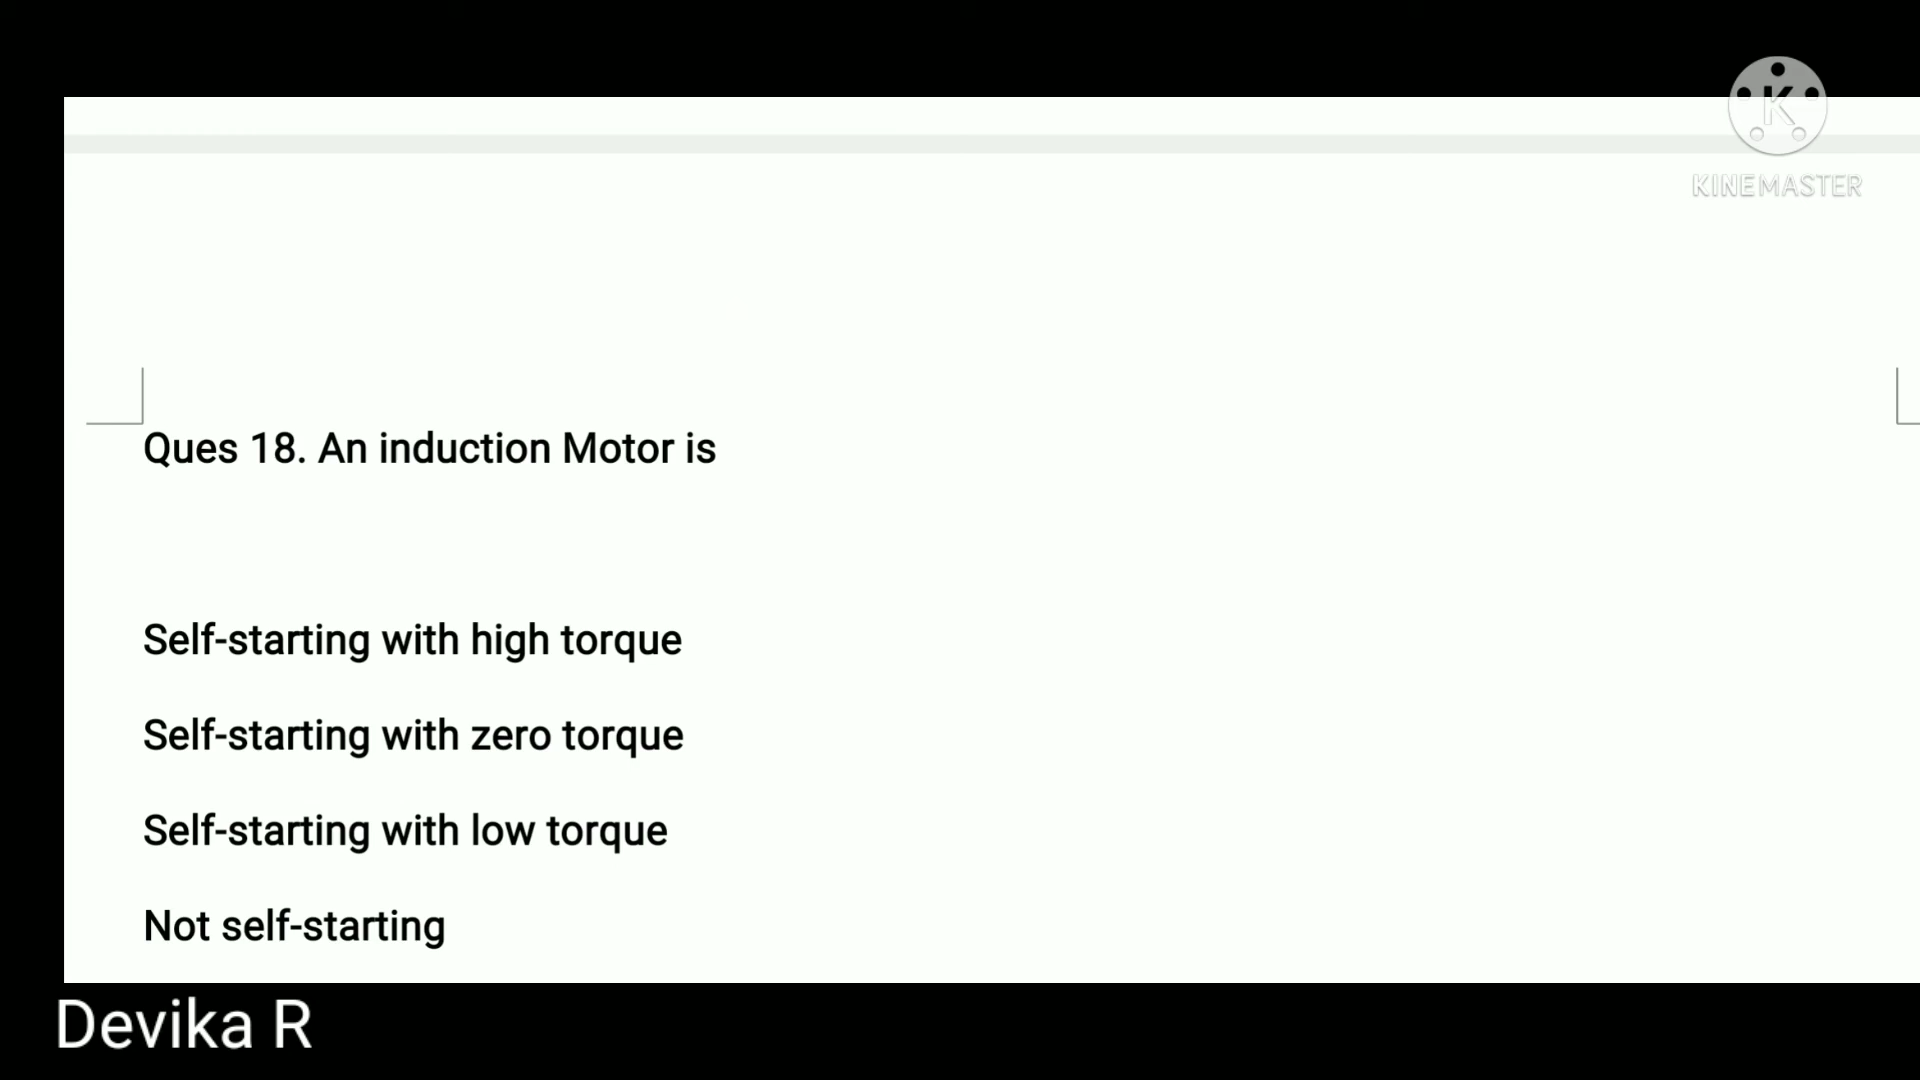 K
KINEMASTER
Ques 18. An induction Motor is
Self-starting with high torque
Self-starting with zero torque
Self-starting with low torque
Not self-starting
Devika R